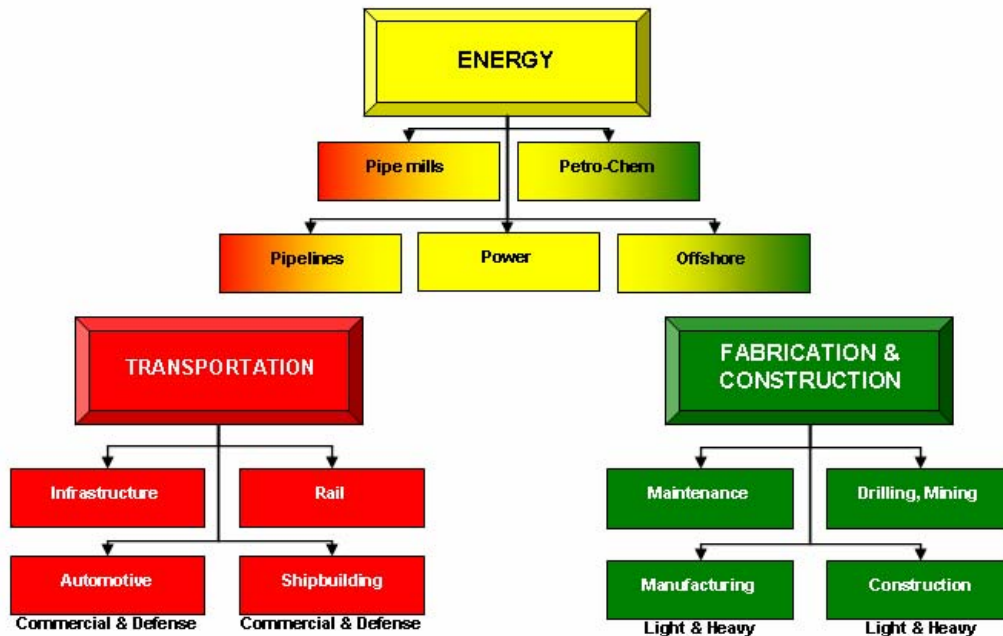 ENERGY
Pipe mills
Petro-Chem
Pipelines
Power
Offshore
TRANSPORTATION
Infrastructure
Rail
Automotive
Shipbuilding
Commercial & Defense
Commercial & Defense
FABRICATION &
CONSTRUCTION
Maintenance
Drilling, Mining
Manufacturing
Construction
Light & Heavy
Light & Heavy